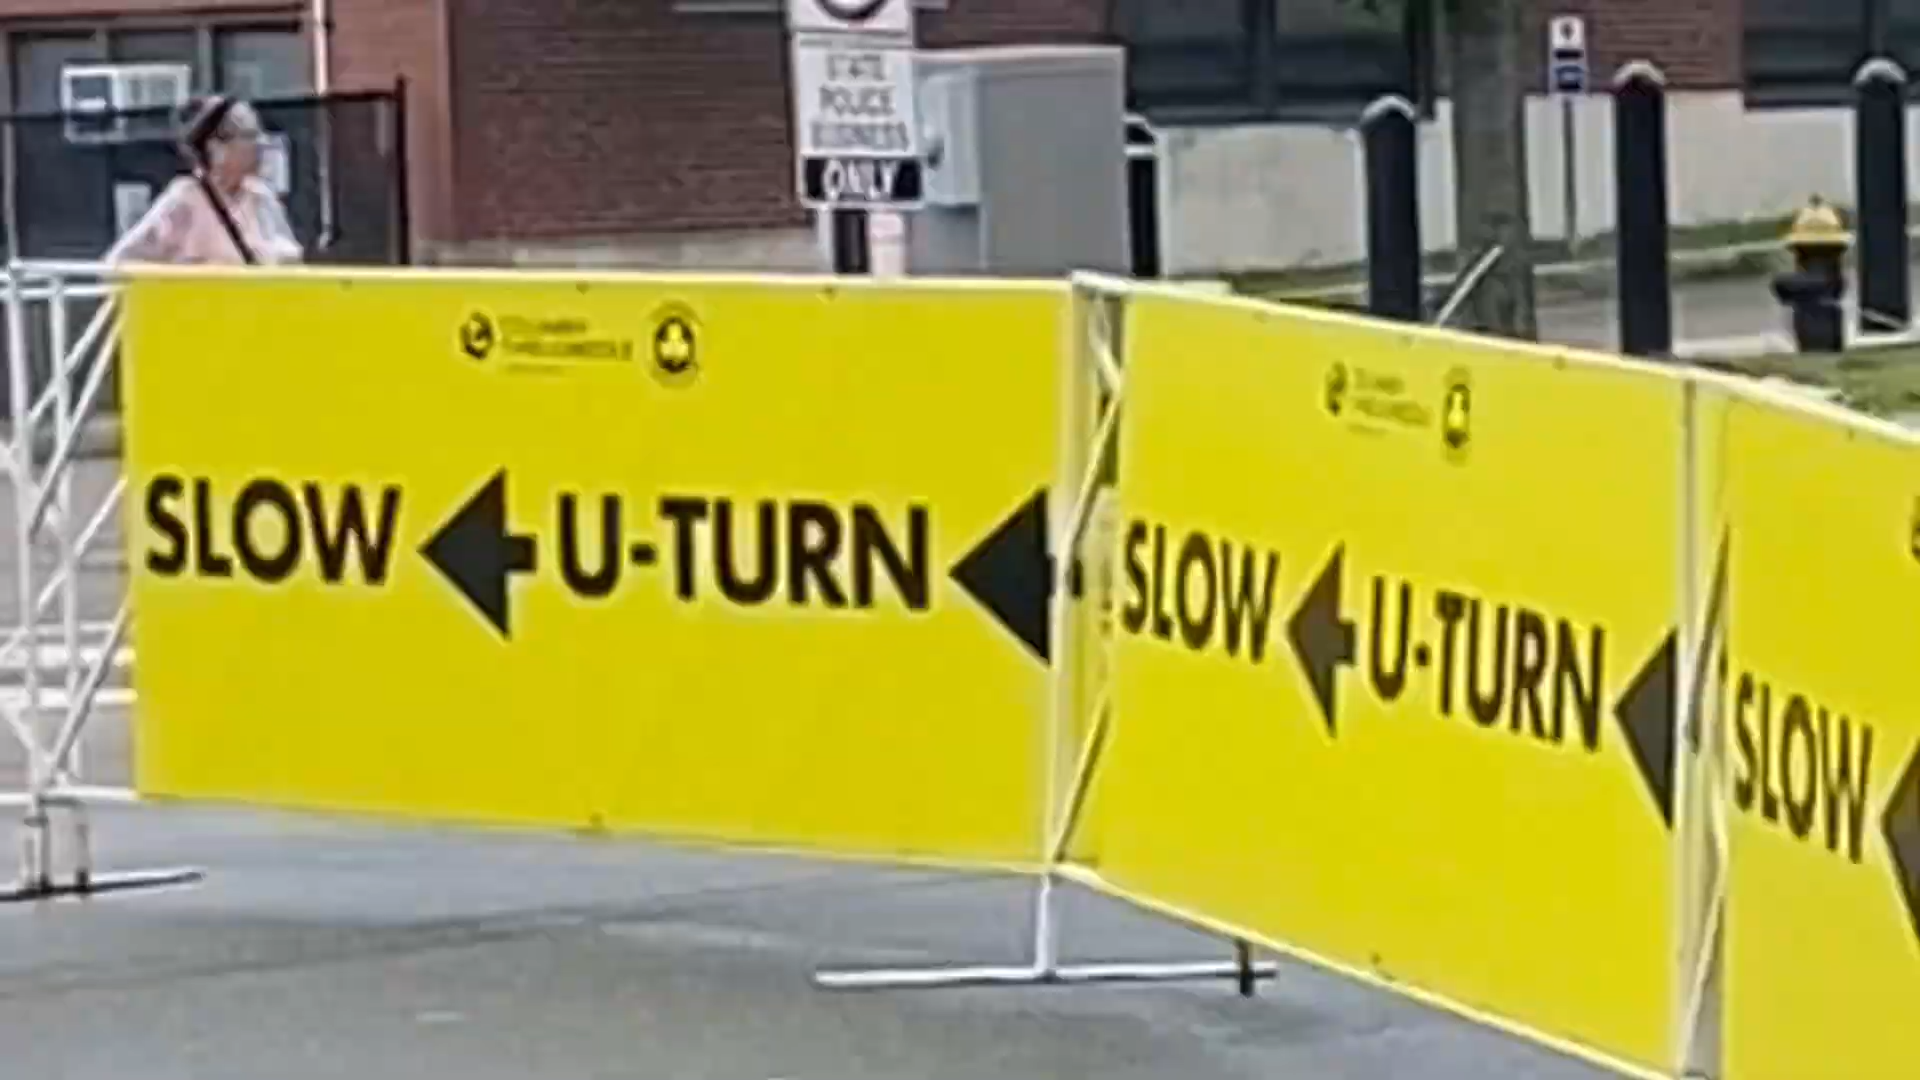 STATE
POLICE
BUSINESS
ONLY
SLOW U-TURN
SLOW U-TURN
SLOW